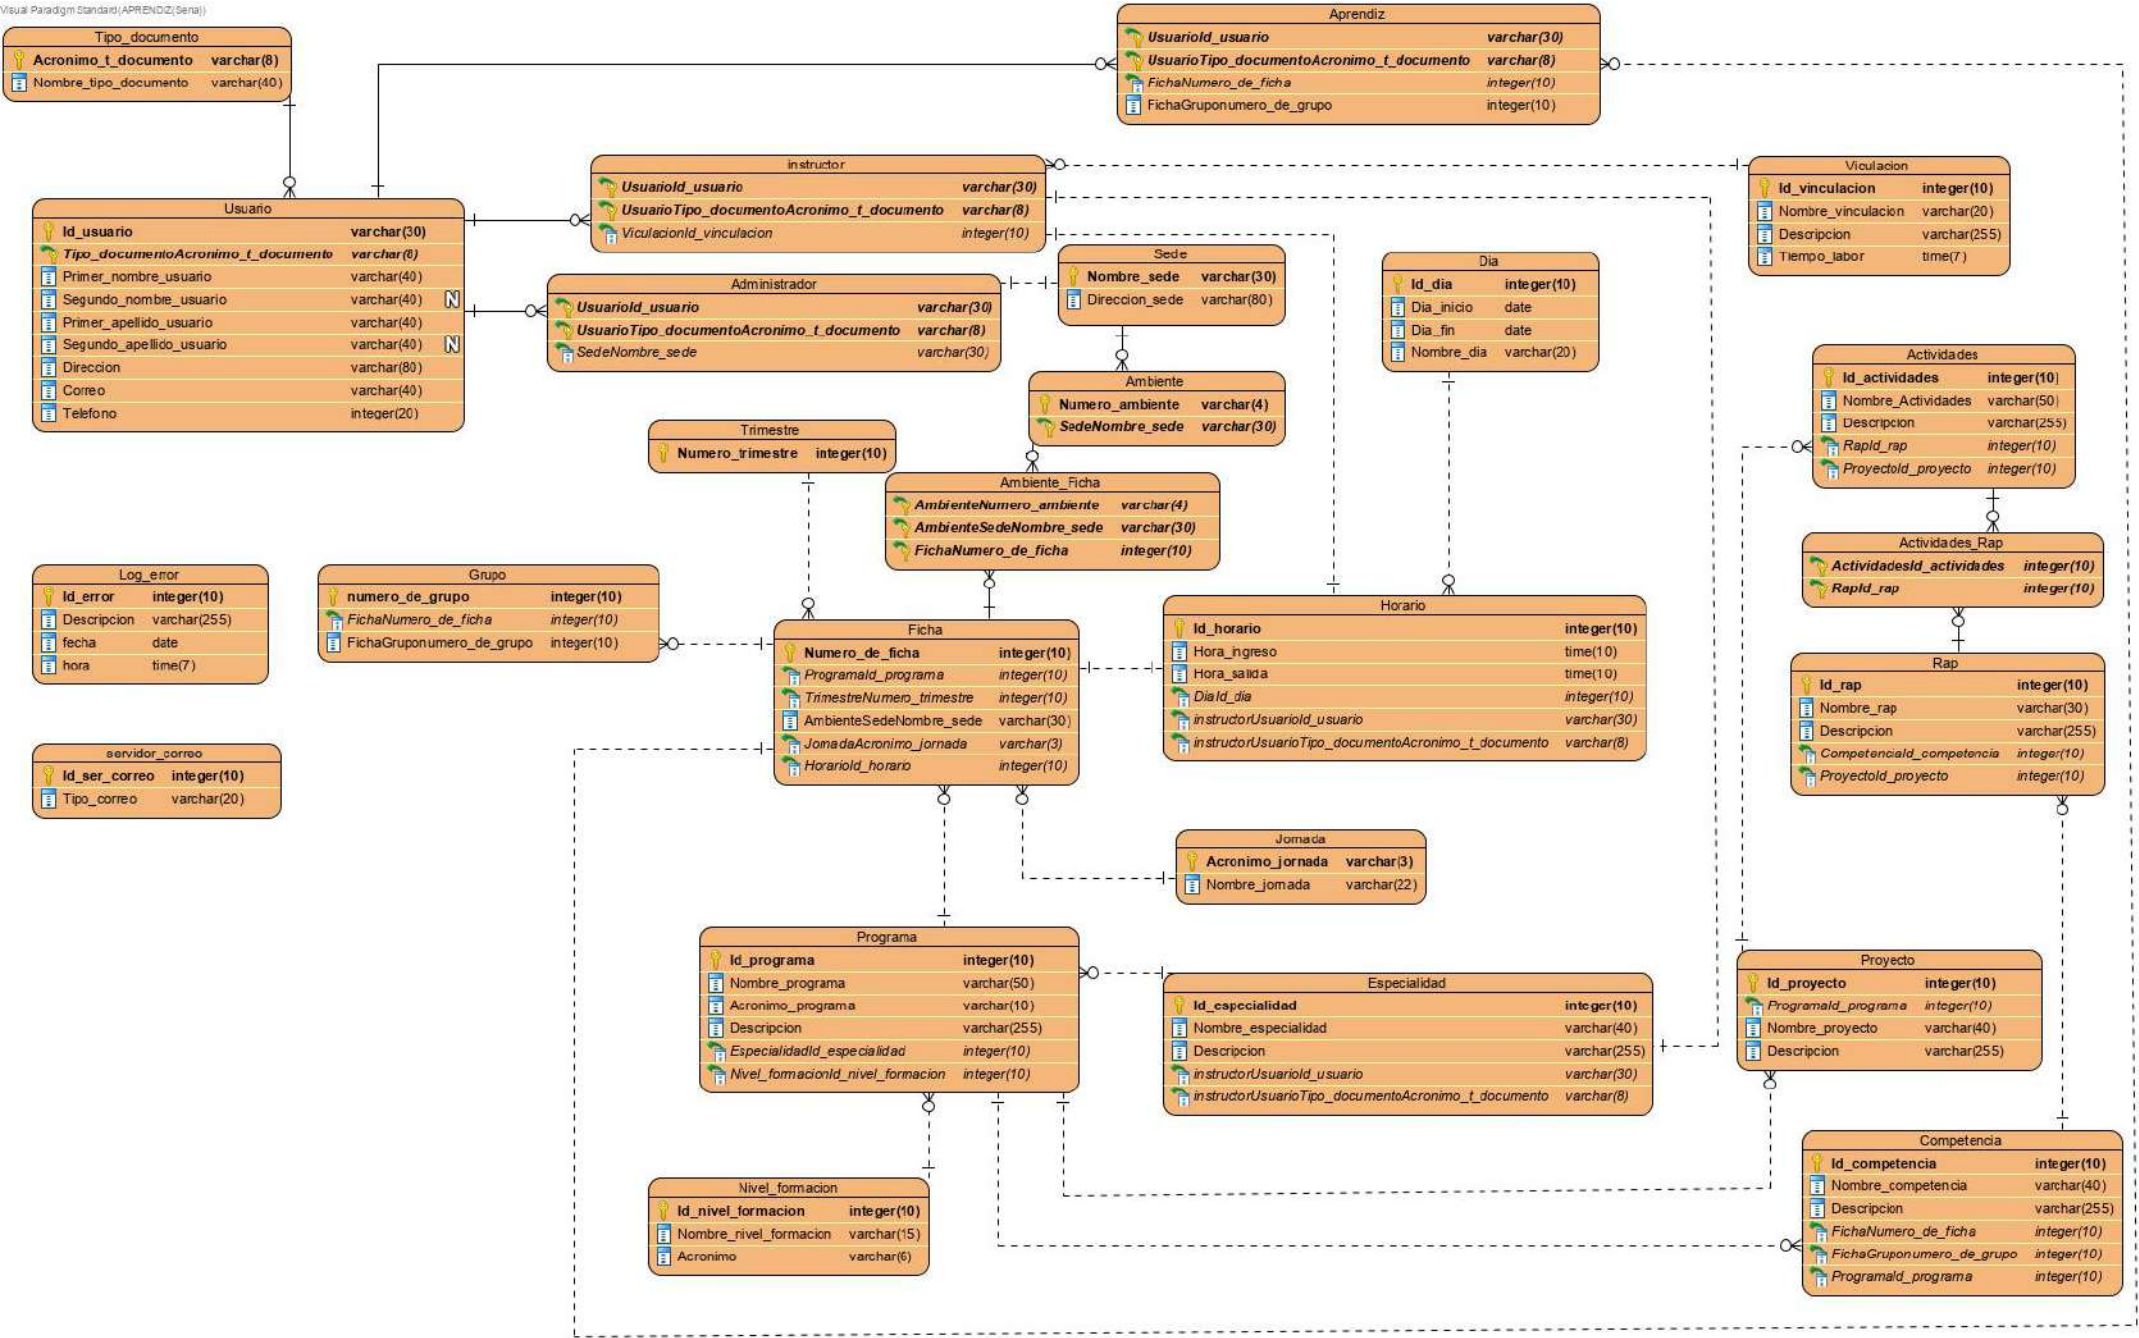 Visual Paradigm Standard(APRENDIZ(Sena))
Tipo_documento
Acronimo_t_documento varchar(8)
Nombre_tipo_documento varchar(40)
Aprendiz
UsuarioId_usuario varchar(30)
UsuarioTipo_documentoAcronimo_t_documento varchar(8)
FichaNumero_de_ficha integer(10)
FichaGruponumero_de_grupo integer(10)
instructor
UsuarioId_usuario varchar(30)
UsuarioTipo_documentoAcronimo_t_documento varchar(8)
ViculacionId_vinculacion integer(10)
Viculacion
Id_vinculacion integer(10)
Nombre_vinculacion varchar(20)
Descripcion varchar(255)
Tiempo_labor time(7)
Usuario
Id_usuario varchar(30)
Tipo_documentoAcronimo_t_documento varchar(8)
Primer_nombre_usuario varchar(40)
Segundo_nombre_usuario varchar(40) N
Primer_apellido_usuario varchar(40)
Segundo_apellido_usuario varchar(40) N
Direccion varchar(80)
Correo varchar(40)
Telefono integer(20)
Administrador
UsuarioId_usuario varchar(30)
UsuarioTipo_documentoAcronimo_t_documento varchar(8)
SedeNombre_sede varchar(30)
Sede
Nombre_sede varchar(30)
Direccion_sede varchar(80)
Dia
Id_dia integer(10)
Dia_inicio date
Dia_fin date
Nombre_dia varchar(20)
Actividades
Id_actividades integer(10)
Nombre_Actividades varchar(50)
Descripcion varchar(255)
RapId_rap integer(10)
ProyectoId_proyecto integer(10)
Ambiente
Numero_ambiente varchar(4)
SedeNombre_sede varchar(30)
Trimestre
Numero_trimestre integer(10)
Ambiente_Ficha
AmbienteNumero_ambiente varchar(4)
AmbienteSedeNombre_sede varchar(30)
FichaNumero_de_ficha integer(10)
Actividades_Rap
ActividadesId_actividades integer(10)
RapId_rap integer(10)
Log_error
Id_error integer(10)
Descripcion varchar(255)
fecha date
hora time(7)
Grupo
numero_de_grupo integer(10)
FichaNumero_de_ficha integer(10)
FichaGruponumero_de_grupo integer(10)
Ficha
Numero_de_ficha integer(10)
ProgramaId_programa integer(10)
TrimestreNumero_trimestre integer(10)
AmbienteSedeNombre_sede varchar(30)
JornadaAcronimo_jornada varchar(3)
HorarioId_horario integer(10)
Horario
Id_horario integer(10)
Hora_ingreso time(10)
Hora_salida time(10)
DiaId_dia integer(10)
instructorUsuarioId_usuario varchar(30)
instructorUsuarioTipo_documentoAcronimo_t_documento varchar(8)
Rap
Id_rap integer(10)
Nombre_rap varchar(30)
Descripcion varchar(255)
CompetenciaId_competencia integer(10)
ProyectoId_proyecto integer(10)
servidor_correo
Id_ser_correo integer(10)
Tipo_correo varchar(20)
Jornada
Acronimo_jornada varchar(3)
Nombre_jornada varchar(22)
Programa
Id_programa integer(10)
Nombre_programa varchar(50)
Acronimo_programa varchar(10)
Descripcion varchar(255)
EspecialidadId_especialidad integer(10)
Nivel_formacionId_nivel_formacion integer(10)
Especialidad
Id_especialidad integer(10)
Nombre_especialidad varchar(40)
Descripcion varchar(255)
instructorUsuarioId_usuario varchar(30)
instructorUsuarioTipo_documentoAcronimo_t_documento varchar(8)
Proyecto
Id_proyecto integer(10)
ProgramaId_programa integer(10)
Nombre_proyecto varchar(40)
Descripcion varchar(255)
Nivel_formacion
Id_nivel_formacion integer(10)
Nombre_nivel_formacion varchar(15)
Acronimo varchar(6)
Competencia
Id_competencia integer(10)
Nombre_competencia varchar(40)
Descripcion varchar(255)
FichaNumero_de_ficha integer(10)
FichaGruponumero_de_grupo integer(10)
ProgramaId_programa integer(10)